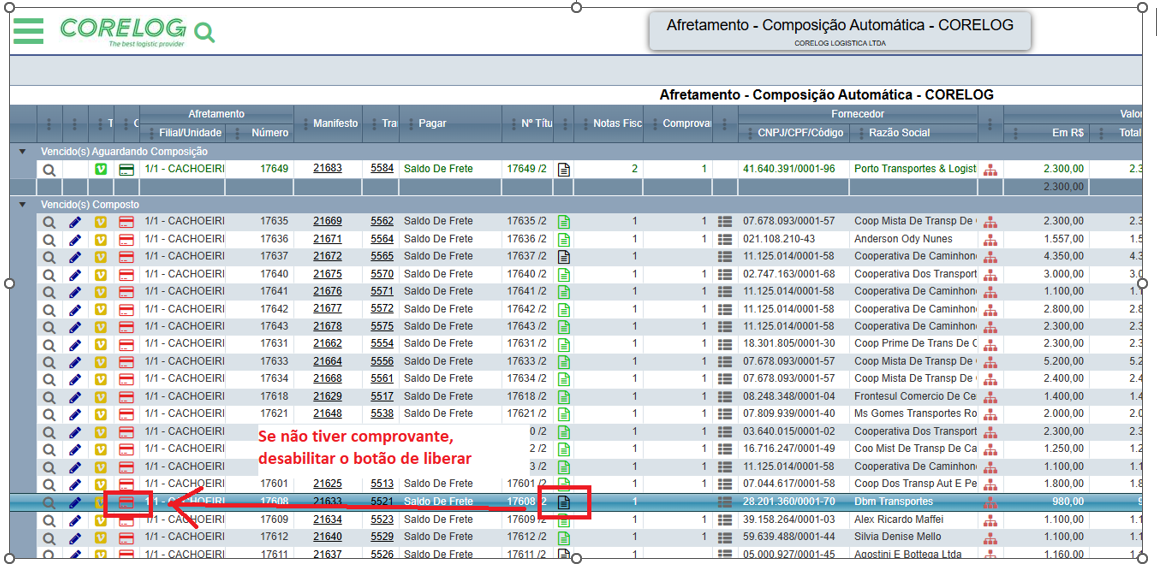 CORELOG
The best logistic provider
Afretamento - Composição Automática - CORELOG
CORELOG LOGISTICA LTDA
Afretamento - Composição Automática - CORELOG
Afretamento Fornecedor Valor
T C Filial/Unidade Número Manifesto Tra Pagar Nº Títu Notas Fisc Comprova CNPJ/CPF/Código Razão Social Em R$ Total
Vencido(s) Aguardando Composição
1/1 - CACHOEIRI 17649 21683 5584 Saldo De Frete 17649 /2 2 1 41.640.391/0001-96 Porto Transportes & Logist 2.300,00 2.3
2.300,00
Vencido(s) Composto
1/1 - CACHOEIRI 17635 21669 5562 Saldo De Frete 17635 /2 1 1 07.678.093/0001-57 Coop Mista De Transp De 2.300,00 2.3
1/1 - CACHOEIRI 17636 21671 5564 Saldo De Frete 17636 /2 1 1 021.108.210-43 Anderson Ody Nunes 1.557,00 1.5
1/1 - CACHOEIRI 17637 21672 5565 Saldo De Frete 17637 /2 1 11.125.014/0001-58 Cooperativa De Caminhone 4.350,00 4.3
1/1 - CACHOEIRI 17640 21675 5570 Saldo De Frete 17640 /2 1 1 02.747.163/0001-68 Cooperativa Dos Transport 3.000,00 3.0
1/1 - CACHOEIRI 17641 21676 5571 Saldo De Frete 17641 /2 1 1 11.125.014/0001-58 Cooperativa De Caminhone 1.100,00 1.1
1/1 - CACHOEIRI 17642 21677 5572 Saldo De Frete 17642 /2 1 1 11.125.014/0001-58 Cooperativa De Caminhone 2.800,00 2.8
1/1 - CACHOEIRI 17643 21678 5575 Saldo De Frete 17643 /2 1 1 11.125.014/0001-58 Cooperativa De Caminhone 2.300,00 2.3
1/1 - CACHOEIRI 17631 21662 5554 Saldo De Frete 17631 /2 1 1 18.301.805/0001-30 Coop Prime De Trans De C 2.300,00 2.3
1/1 - CACHOEIRI 17633 21664 5556 Saldo De Frete 17633 /2 1 1 07.678.093/0001-57 Coop Mista De Transp De 5.200,00 5.2
1/1 - CACHOEIRI 17634 21668 5561 Saldo De Frete 17634 /2 1 1 07.678.093/0001-57 Coop Mista De Transp De 2.400,00 2.4
1/1 - CACHOEIRI 17618 21629 5517 Saldo De Frete 17618 /2 1 1 08.248.348/0001-04 Frontesul Comercio De Ce 1.400,00 1.4
1/1 - CACHOEIRI 17621 21648 5538 Saldo De Frete 17621 /2 1 1 07.809.939/0001-40 Ms Gomes Transportes Ro 2.000,00 2.0
1/1 - CACHOEIRI 0 /2 1 1 03.640.015/0001-02 Cooperativa Dos Transport 2.300,00 2.3
1/1 - CACHOEIRI /2 1 1 16.716.247/0001-49 Coo Mist De Transp De Ca 1.250,00 1.2
1/1 - CACHOEIRI /2 1 1 11.125.014/0001-58 Cooperativa De Caminhone 1.100,00 1.1
1/1 - CACHOEIRI 17601 21625 5513 Saldo De Frete 17601 /2 1 1 07.044.617/0001-58 Coop Dos Transp Aut E Pe 1.800,00 1.8
1/1 - CACHOEIRI 17608 21633 5521 Saldo De Frete 17608 /2 1 28.201.360/0001-70 Dbm Transportes 980,00 9
1/1 - CACHOEIRI 17609 21634 5523 Saldo De Frete 17609 /2 1 1 39.158.264/0001-03 Alex Ricardo Maffei 1.100,00 1.1
1/1 - CACHOEIRI 17612 21640 5529 Saldo De Frete 17612 /2 1 1 59.639.488/0001-44 Silvia Denise Mello 1.100,00 1.1
1/1 - CACHOEIRI 17611 21637 5526 Saldo De Frete 17611 /2 1 05.000.927/0001-45 Agostini E Bottega Ltda 1.160,00 1.1
Se não tiver comprovante,
desabilitar o botão de liberar